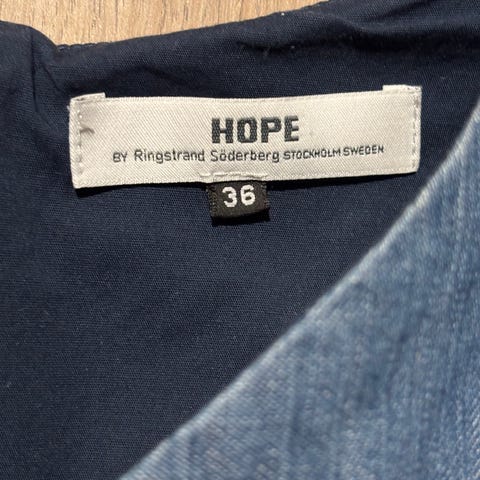 HOPE
BY Ringstrand Söderberg STOCKHOLM SWEDEN
36